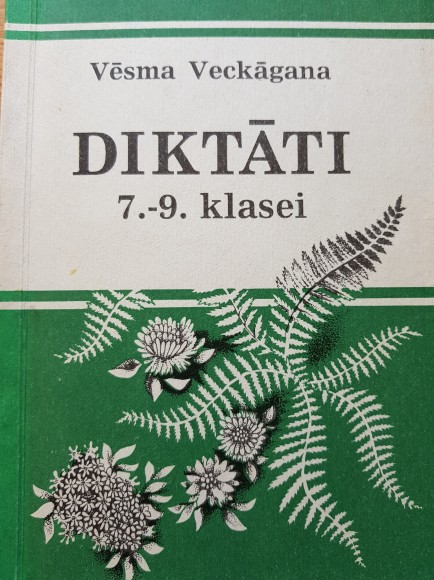 Vēsma Veckāgana
DIKTĀTI
7.-9. klasei